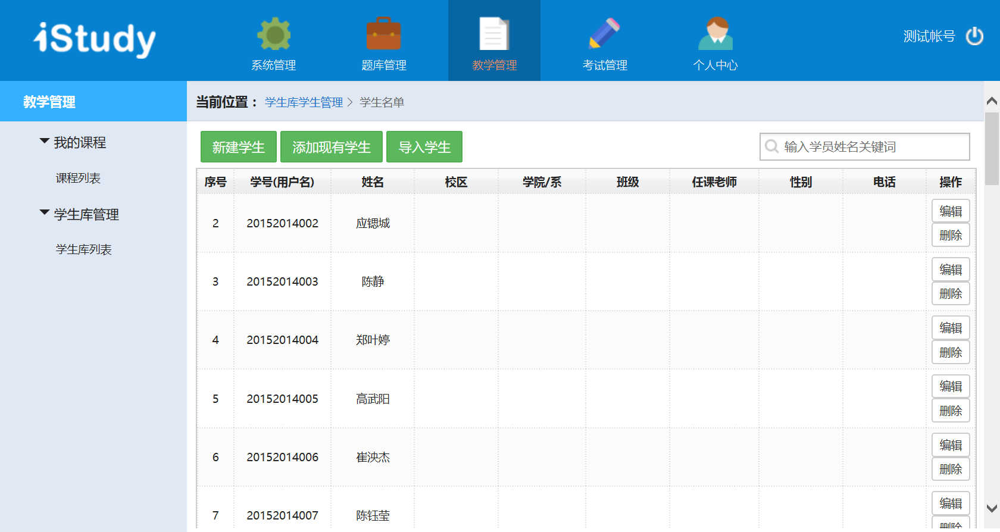 iStudy
系统管理
题库管理
教学管理
考试管理
个人中心
测试帐号
教学管理
我的课程
课程列表
学生库管理
学生库列表
当前位置： 学生库学生管理 > 学生名单
新建学生 添加现有学生 导入学生
输入学员姓名关键词
序号 学号(用户名) 姓名 校区 学院/系 班级 任课老师 性别 电话 操作
2 20152014002 应锶城 编辑 删除
3 20152014003 陈静 编辑 删除
4 20152014004 郑叶婷 编辑 删除
5 20152014005 高武阳 编辑 删除
6 20152014006 崔泱杰 编辑 删除
7 20152014007 陈钰莹 编辑 删除